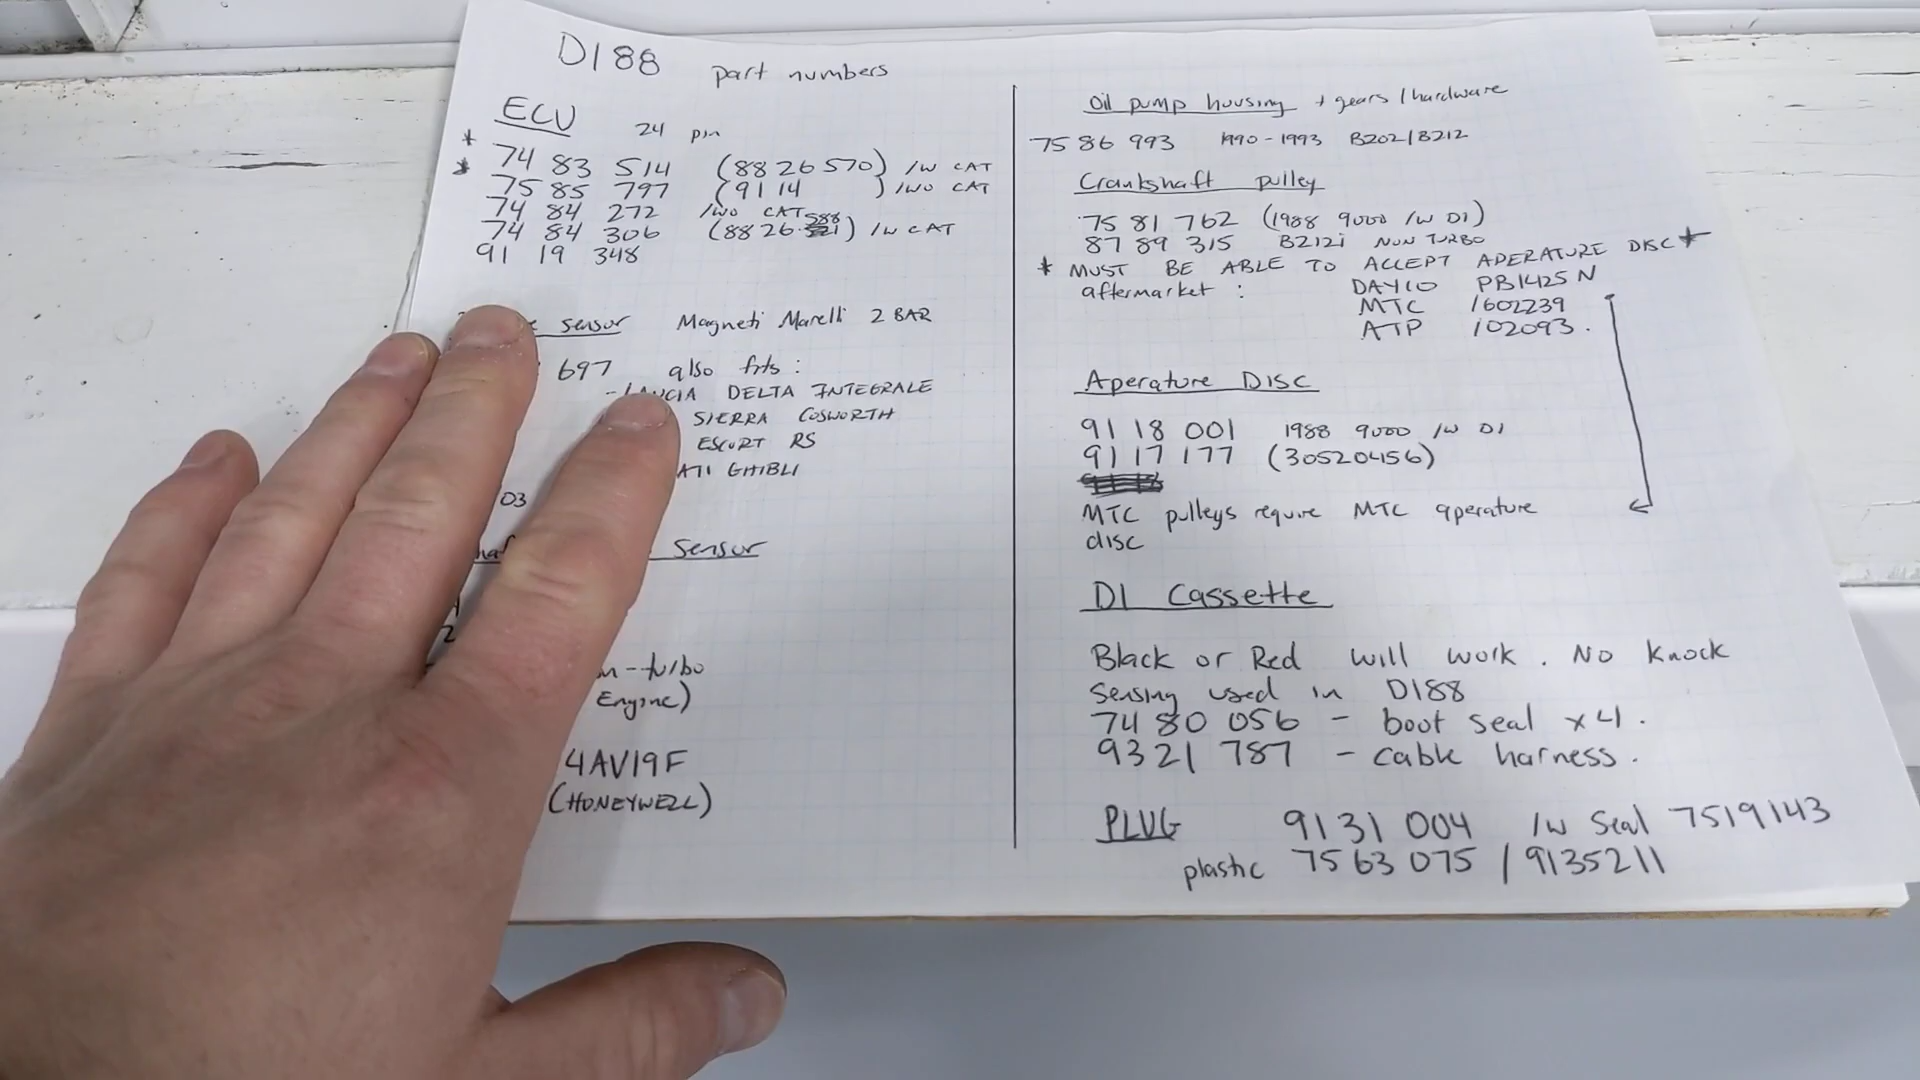 DI88 part numbers
ECU 24 pin
* 74 83 514 (88 26 570) /w CAT
* 75 85 797 (91 14 ) /wo CAT
74 84 272 /wo CAT
74 84 306 (88 26 588) /w CAT
91 19 348
sensor Magneti Marelli 2 BAR
697 also fits :
- LANCIA DELTA INTEGRALE
SIERRA COSWORTH
ESCORT RS
GHIBLI
03
sensor
Engine)
4AV19F
(HONEYWELL)
Oil pump housing + gears / hardware
75 86 993 1990-1993 B202/B212
Crankshaft pulley
75 81 762 (1988 9000 /w DI)
87 89 315 B212i NON TURBO
* MUST BE ABLE TO ACCEPT APERATURE DISC *
aftermarket : DAYCO PB1425N
MTC 1602239
ATP 102093.
Aperature Disc
91 18 001 1988 9000 /w DI
91 17 177 (30520456)
MTC pulleys require MTC aperature
disc
DI Cassette
Black or Red will work. No knock
sensing used in DI88
74 80 056 - boot seal x4.
93 21 787 - cable harness.
PLUG 9131 004 /w seal 7519143
plastic 75 63 075 / 9135211